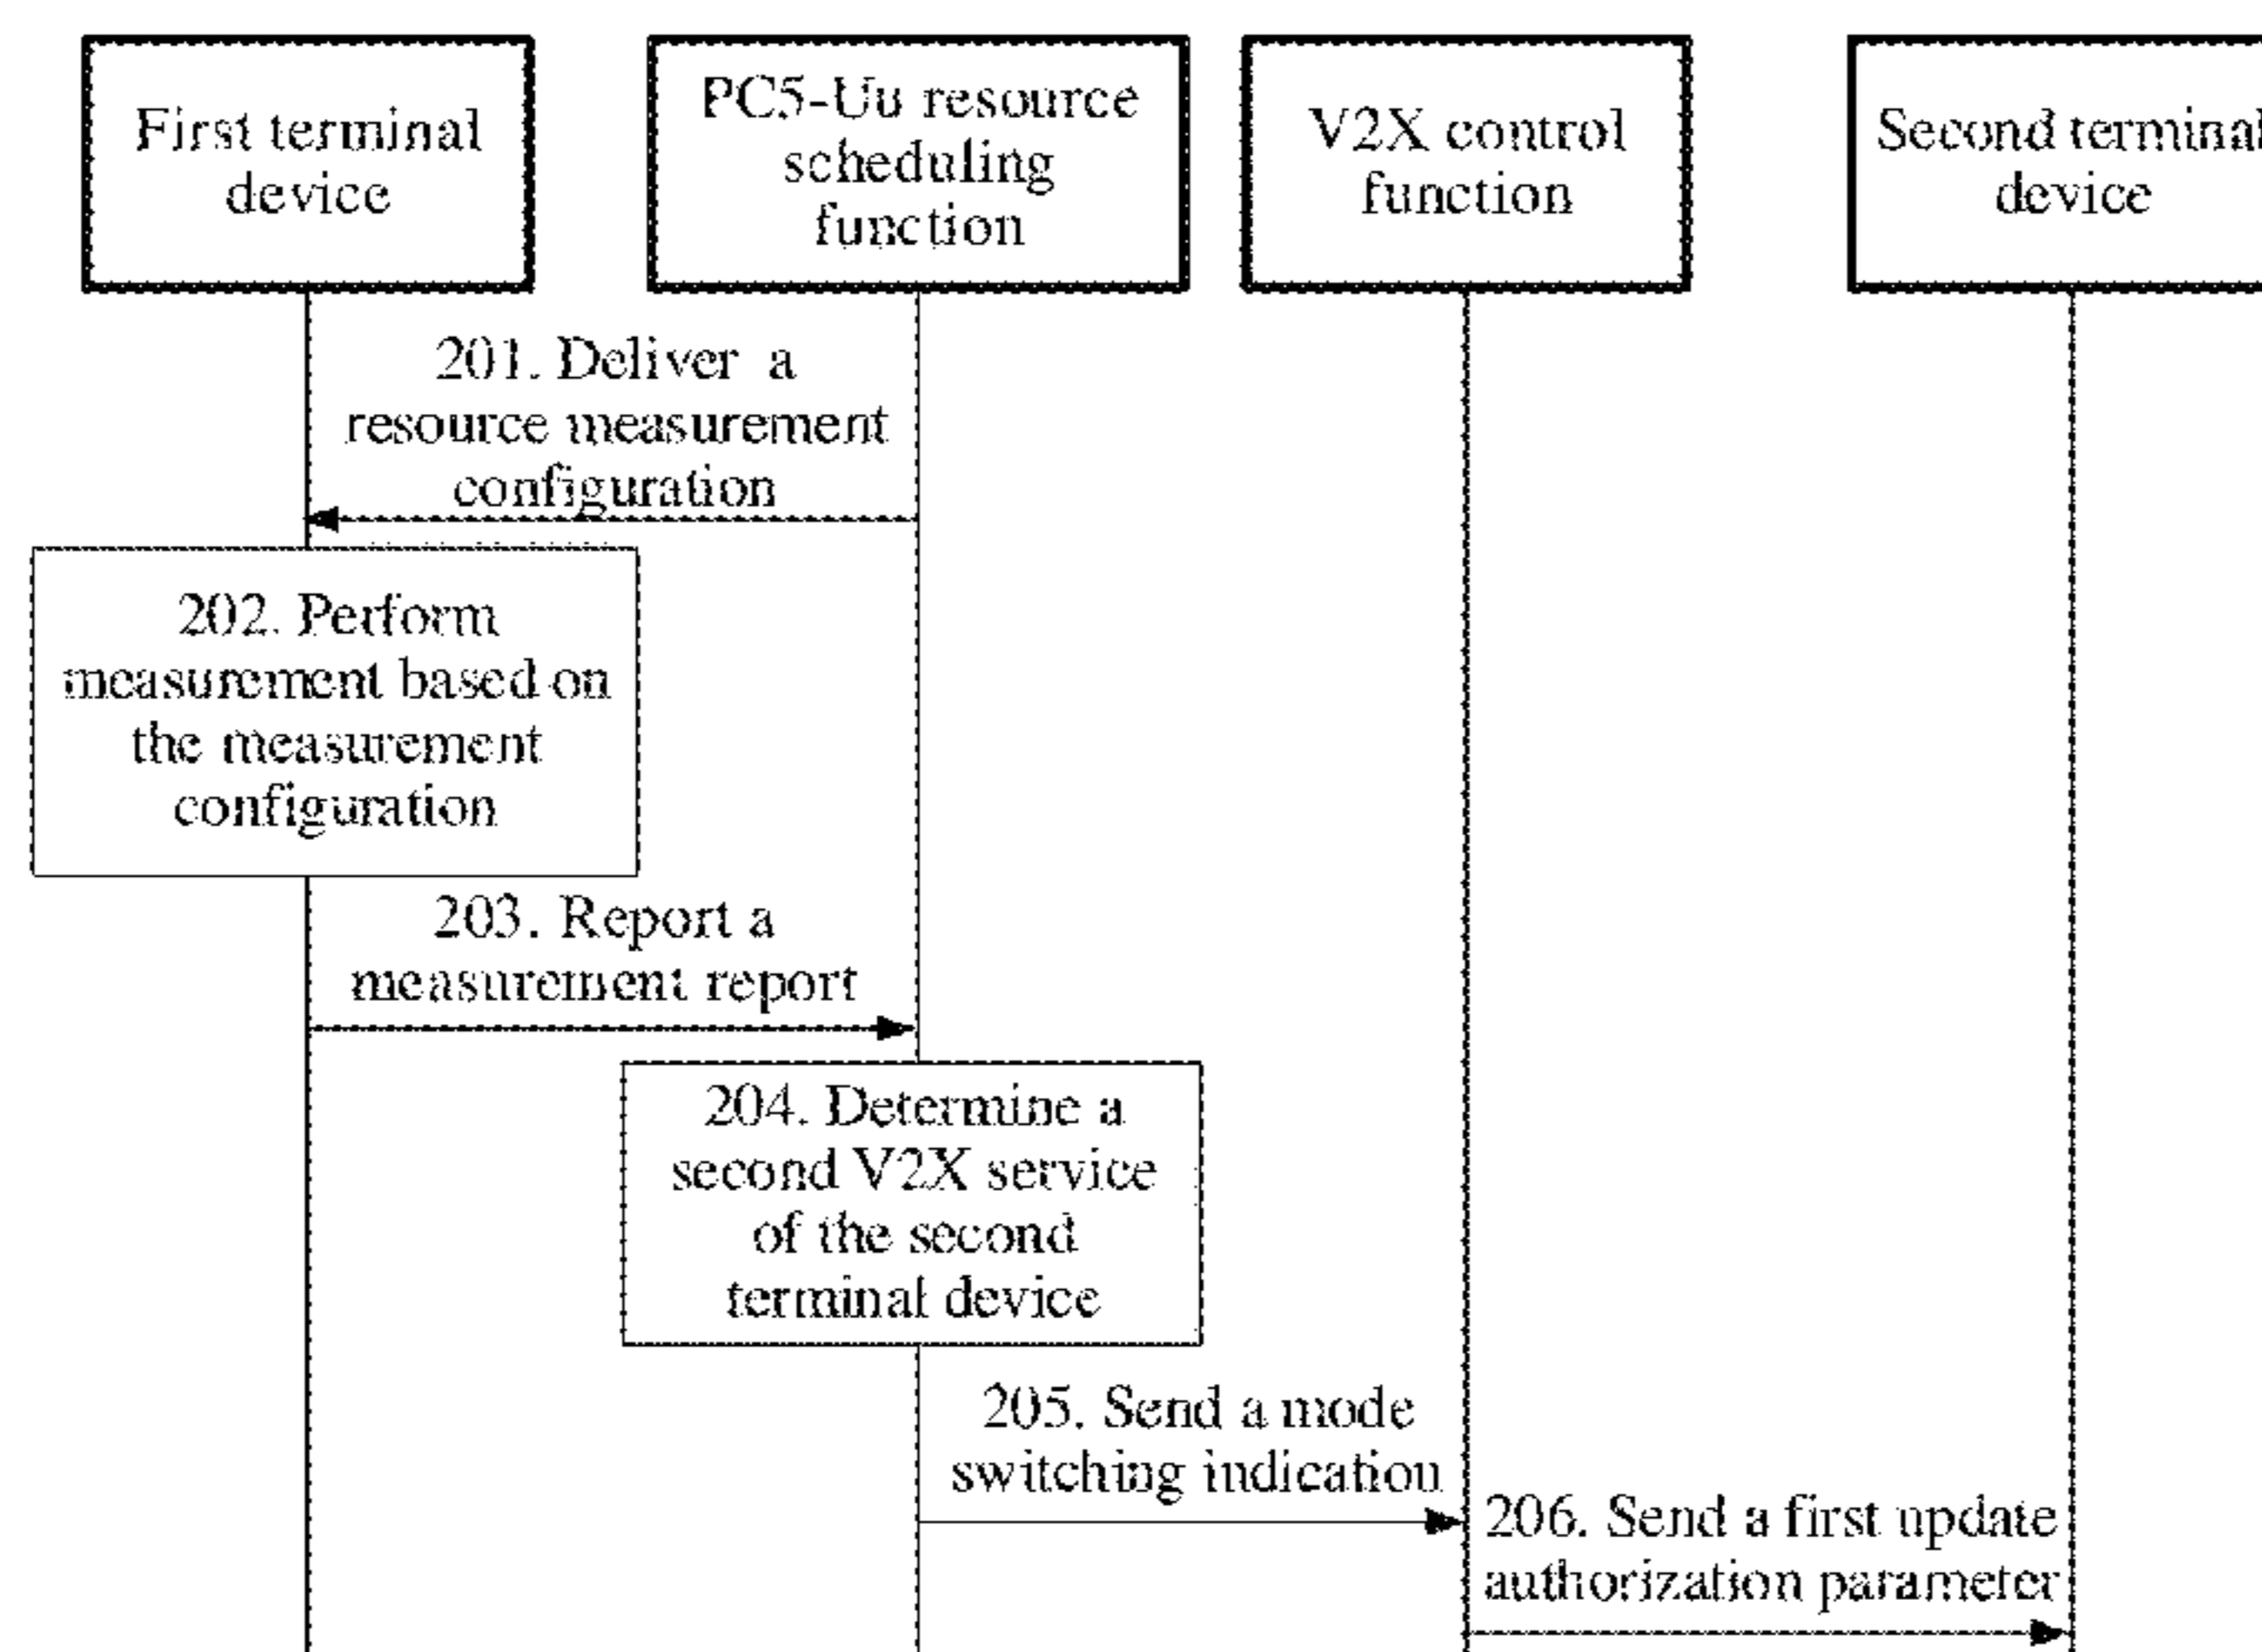 First terminal
device
PC5-Uu resource
scheduling
function
V2X control
function
Second terminal
device
201. Deliver a
resource measurement
configuration
202. Perform
measurement based on
the measurement
configuration
203. Report a
measurement report
204. Determine a
second V2X service
of the second
terminal device
205. Send a mode
switching indication
206. Send a first update
authorization parameter